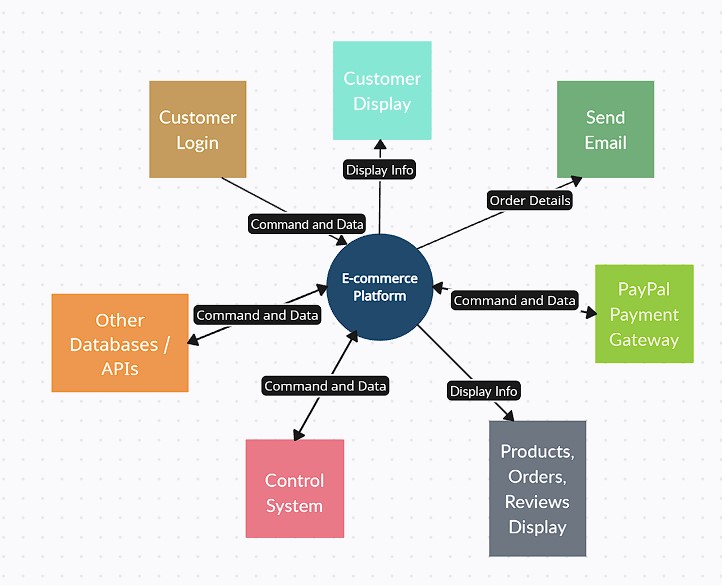 Customer
Display
Customer
Login
Send
Email
Display Info
Order Details
Command and Data
E-commerce
Platform
Command and Data
PayPal
Payment
Gateway
Command and Data
Other
Databases /
APIs
Command and Data
Display Info
Products,
Orders,
Reviews
Display
Control
System